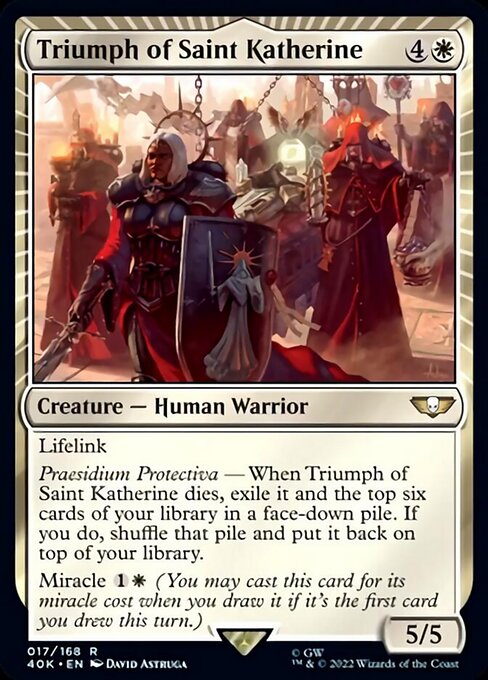 Triumph of Saint Katherine 4
Creature — Human Warrior
Lifelink
Praesidium Protectiva — When Triumph of
Saint Katherine dies, exile it and the top six
cards of your library in a face-down pile. If
you do, shuffle that pile and put it back on
top of your library.
Miracle 1 (You may cast this card for its
miracle cost when you draw it if it's the first card
you drew this turn.)
5/5
017/168 R
40K • EN David Astruga
© GW
™ & © 2022 Wizards of the Coast